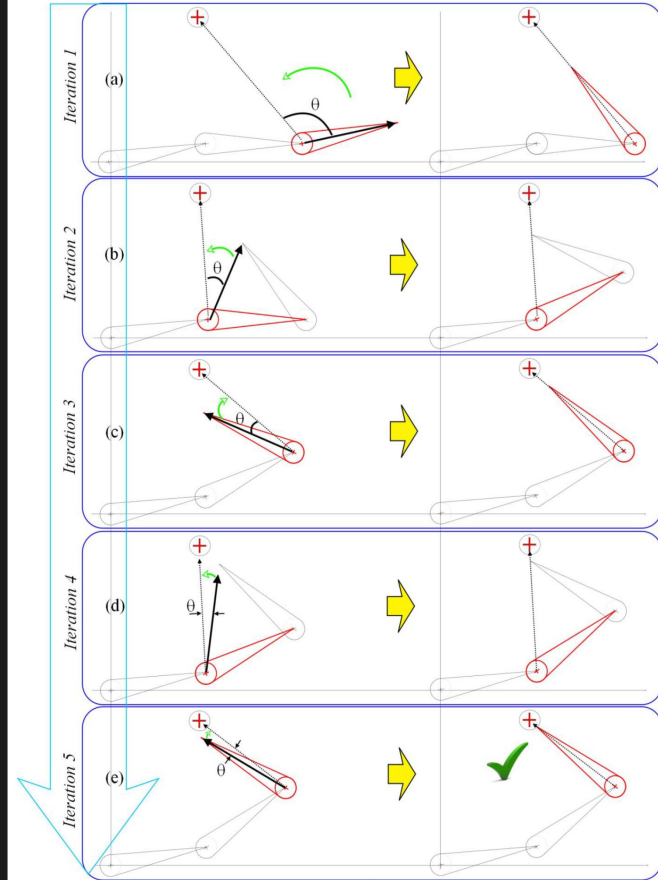 Iteration 1
(a)
θ
Iteration 2
(b)
θ
Iteration 3
(c)
θ
Iteration 4
(d)
θ
Iteration 5
(e)
θ